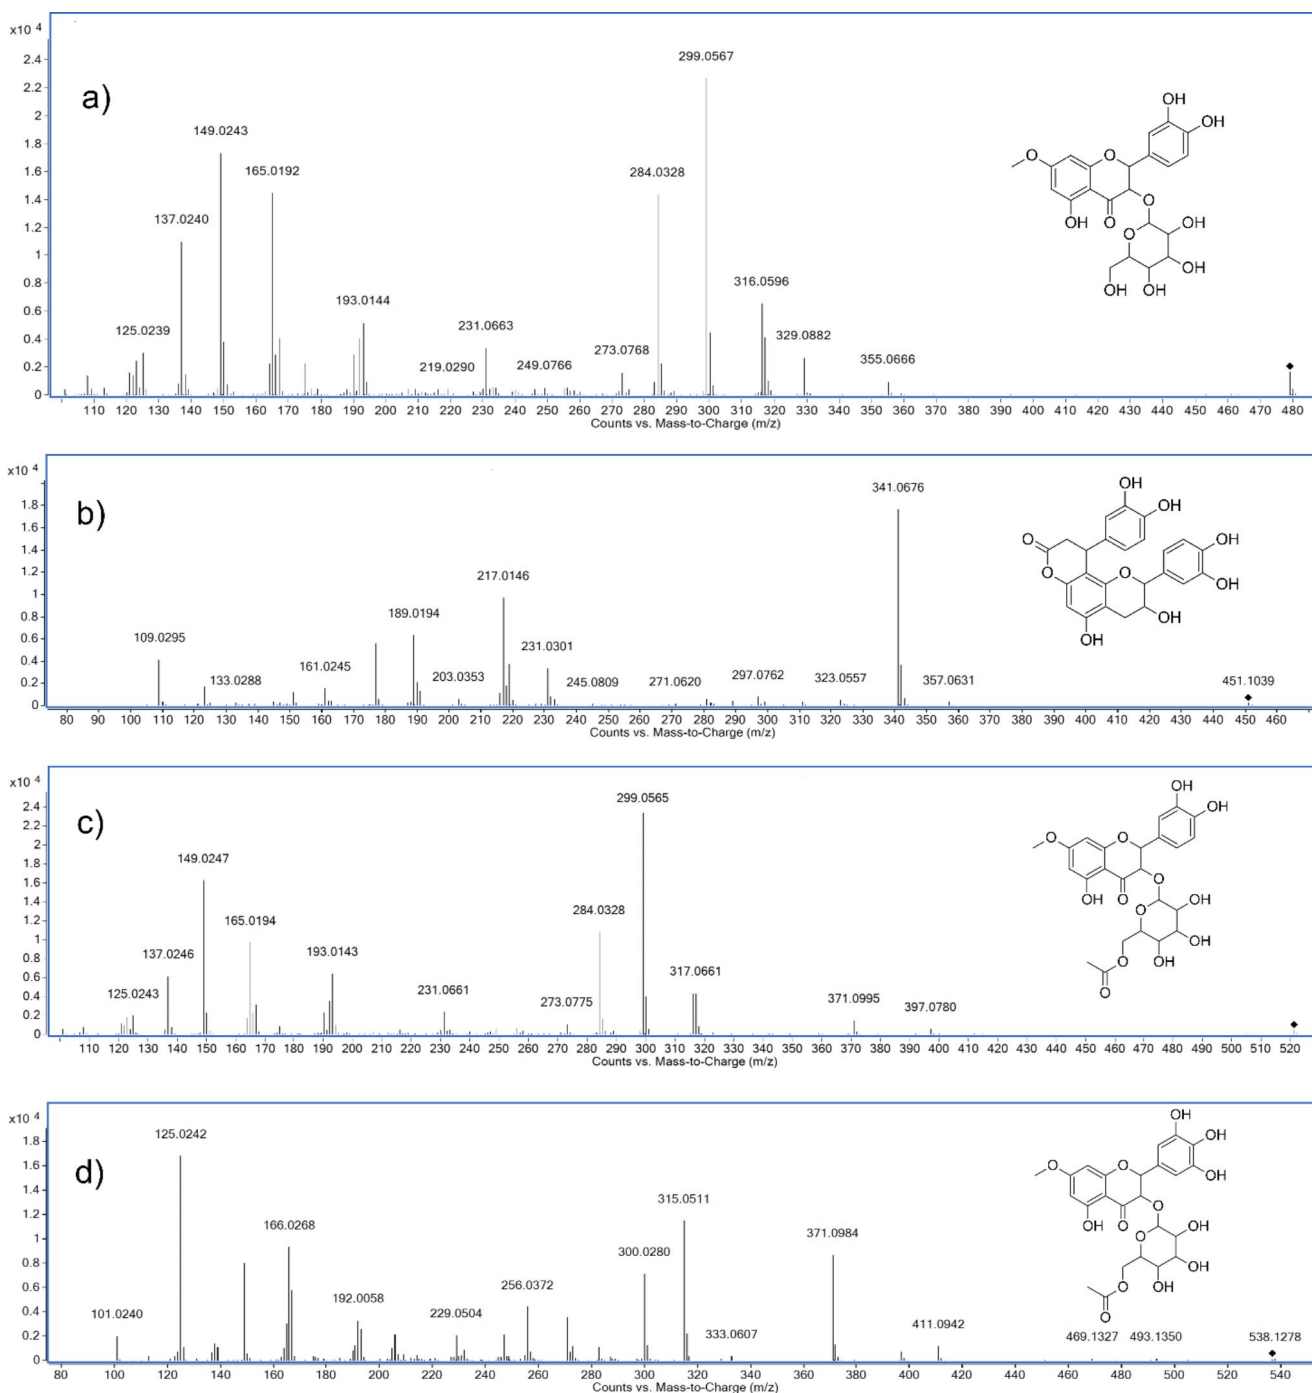 x10 4
2.4
2.2
2
1.8
1.6
1.4
1.2
1
0.8
0.6
0.4
0.2
0
a)
125.0239
137.0240
149.0243
165.0192
193.0144
219.0290
231.0663
249.0766
273.0768
284.0328
299.0567
316.0596
329.0882
355.0666
OH
OH
O
O
O
OH
O
O
OH
OH
OH
OH
110 120 130 140 150 160 170 180 190 200 210 220 230 240 250 260 270 280 290 300 310 320 330 340 350 360 370 380 390 400 410 420 430 440 450 460 470 480
Counts vs. Mass-to-Charge (m/z)
x10 4
1.8
1.6
1.4
1.2
1
0.8
0.6
0.4
0.2
0
b)
109.0295
133.0288
161.0245
189.0194
203.0353
217.0146
231.0301
245.0809
271.0620
297.0762
323.0557
341.0676
357.0631
451.1039
OH
OH
O
O
O
OH
OH
OH
OH
80 90 100 110 120 130 140 150 160 170 180 190 200 210 220 230 240 250 260 270 280 290 300 310 320 330 340 350 360 370 380 390 400 410 420 430 440 450 460
Counts vs. Mass-to-Charge (m/z)
x10 4
2.4
2.2
2
1.8
1.6
1.4
1.2
1
0.8
0.6
0.4
0.2
0
c)
125.0243
137.0246
149.0247
165.0194
193.0143
231.0661
273.0775
284.0328
299.0565
317.0661
371.0995
397.0780
OH
OH
O
O
O
OH
O
O
OH
OH
OH
O
O
110 120 130 140 150 160 170 180 190 200 210 220 230 240 250 260 270 280 290 300 310 320 330 340 350 360 370 380 390 400 410 420 430 440 450 460 470 480 490 500 510 520
Counts vs. Mass-to-Charge (m/z)
x10 4
1.8
1.6
1.4
1.2
1
0.8
0.6
0.4
0.2
0
d)
101.0240
125.0242
166.0268
192.0058
229.0504
256.0372
300.0280
315.0511
333.0607
371.0984
411.0942
469.1327
493.1350
538.1278
OH
OH
OH
O
O
O
OH
O
O
OH
OH
OH
O
O
80 100 120 140 160 180 200 220 240 260 280 300 320 340 360 380 400 420 440 460 480 500 520 540
Counts vs. Mass-to-Charge (m/z)